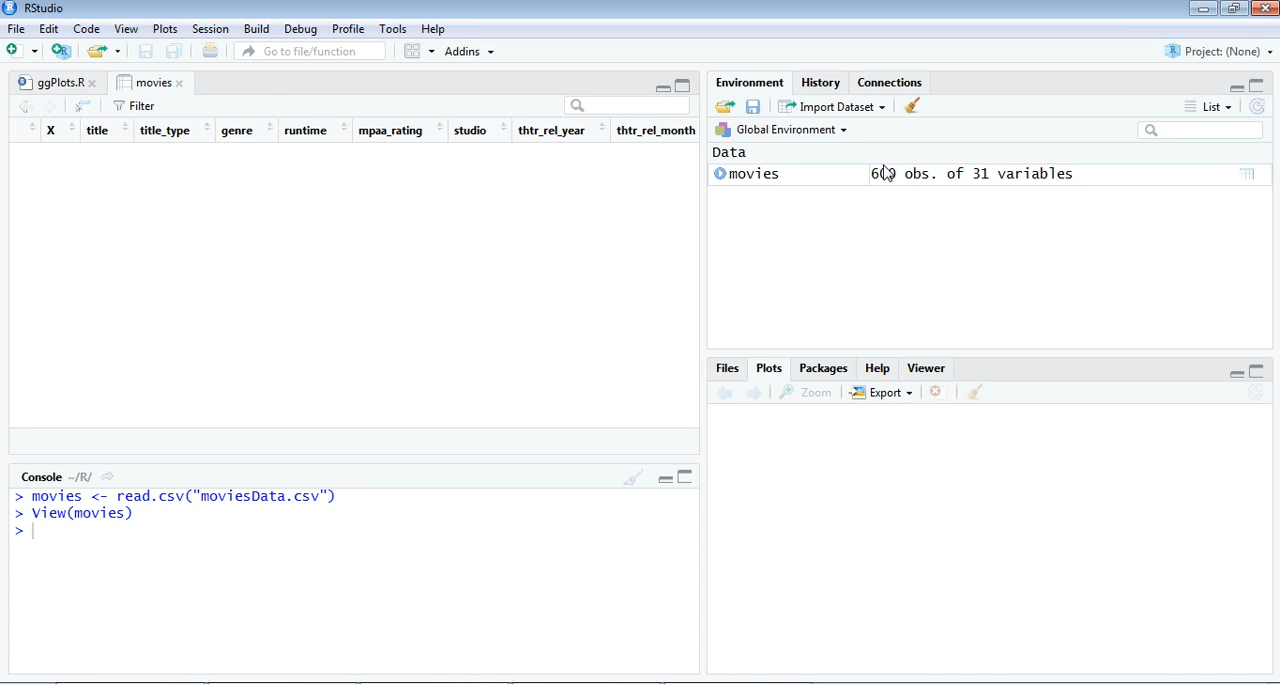 RStudio
File Edit Code View Plots Session Build Debug Profile Tools Help
Go to file/function Addins Project: (None)
ggPlots.R movies
Filter
X title title_type genre runtime mpaa_rating studio thtr_rel_year thtr_rel_month
Console ~/R/
> movies <- read.csv("moviesData.csv")
> View(movies)
>
Environment History Connections
Import Dataset List
Global Environment
Data
movies obs. of 31 variables
Files Plots Packages Help Viewer
Zoom Export